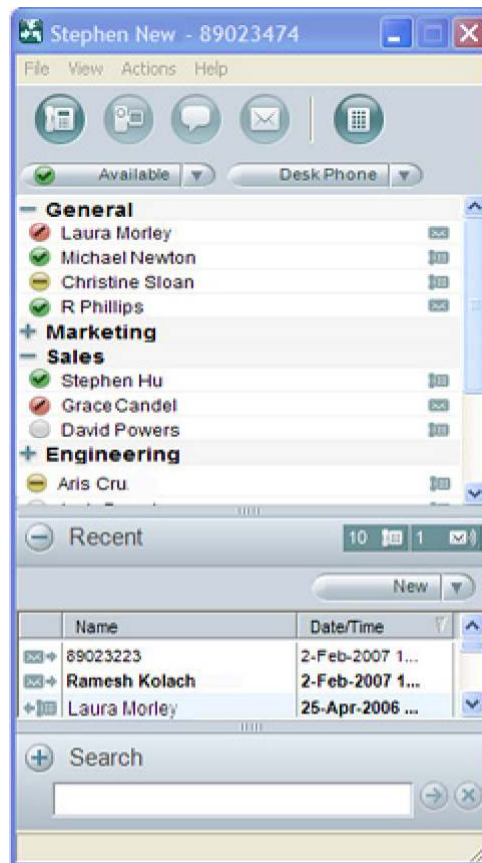 Stephen New - 89023474
File View Actions Help
Available Desk Phone
General
Laura Morley
Michael Newton
Christine Sloan
R Phillips
Marketing
Sales
Stephen Hu
Grace Candel
David Powers
Engineering
Aris Cru
Recent 10 1
New
Name Date/Time
89023223 2-Feb-2007 1...
Ramesh Kolach 2-Feb-2007 1...
Laura Morley 25-Apr-2006 ...
Search